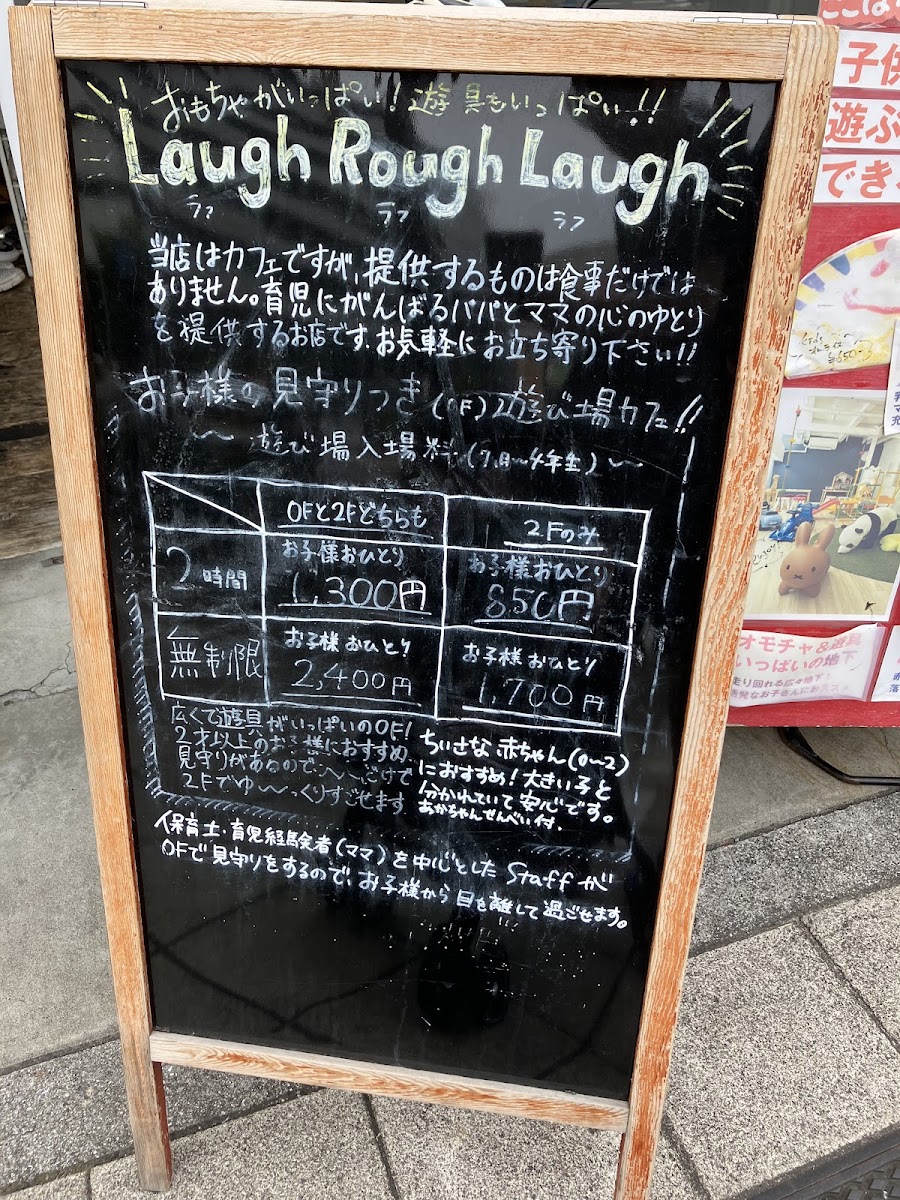 おもちゃがいっぱい！遊具もいっぱい!!
Laugh Rough Laugh
ラフ ラフ ラフ
当店はカフェですが、提供するものは食事だけでは
ありません。育児にがんばるパパとママの心のゆとり
を提供するお店です。お気軽にお立ち寄り下さい!!
お子様の見守りつき(0F)遊び場カフェ!!
〜 遊び場入場料 〜4年生) 〜
0Fと2Fどちらも 2Fのみ
2時間 お子様おひとり 1,300円 お子様おひとり 850円
無制限 お子様おひとり 2,400円 お子様おひとり 1,700円
広くて遊具がいっぱいの0F!
2才以上のお子様におすすめ
見守りがあるので、
2Fでゆ〜っくりすごせます
ちいさな赤ちゃん(0〜2)
におすすめ！大きい子と
分かれていて安心です。
あかちゃんせんべい付.
保育士・育児経験者(ママ)を中心としたStaffが
0Fで見守りをするので、お子様から目を離して過ごせます。
子供
遊ぶ
でき
オモチャ&遊具
いっぱいの地下
走り回れる広々地下!